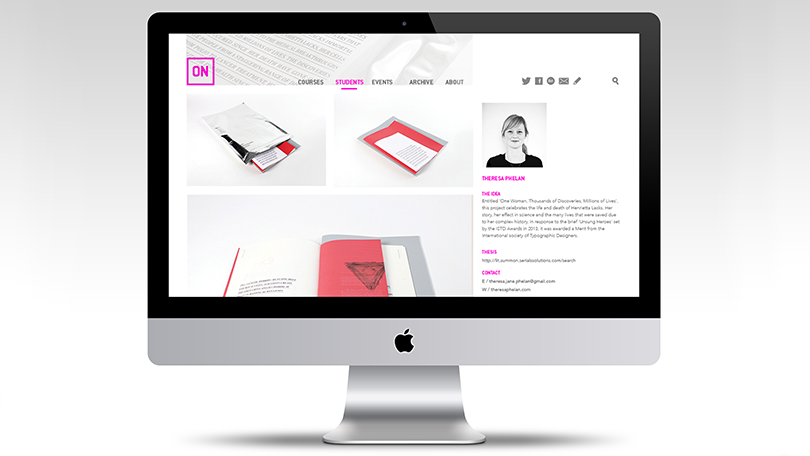 ON
COURSES STUDENTS EVENTS ARCHIVE ABOUT
THERESA PHELAN
THE IDEA
Entitled 'One Woman, Thousands of Discoveries, Millions of Lives',
this project celebrates the life and death of Henrietta Lacks. Her
story, her effect in science and the many lives that were saved due
to her complex history. In response to the brief 'Unsung Heroes' set
by the ISTD Awards in 2013, it was awarded a Merit from the
International society of Typographic Designers.
THESIS
http://lit.summon.serialssolutions.com/search
CONTACT
E / theresa.jane.phelan@gmail.com
W / theresaphelan.com